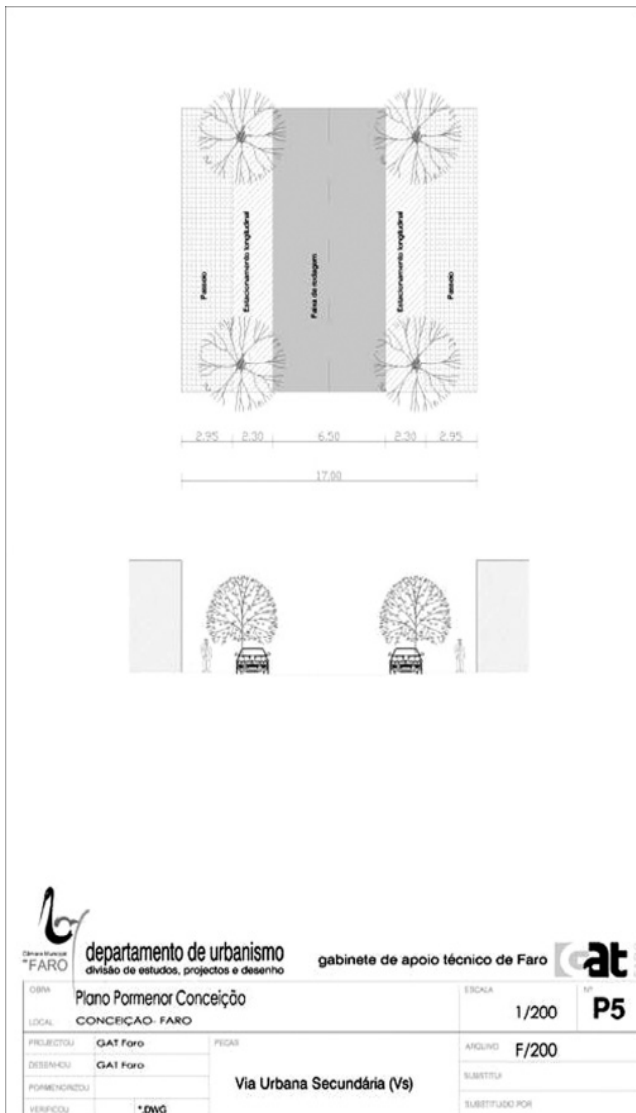 Passeio
Estacionamento longitudinal
Faixa de rodagem
Estacionamento longitudinal
Passeio
2.95 2.30 6.50 2.30 2.95
17.00
Câmara Municipal
de FARO
departamento de urbanismo
divisão de estudos, projectos e desenho
gabinete de apoio técnico de Faro
gat
OBRA
Plano Pormenor Conceição
LOCAL
CONCEIÇÃO- FARO
ESCALA
1/200
Nº
P5
PROJECTOU
GAT Faro
PEÇAS
ARQUIVO
F/200
DESENHOU
GAT Faro
SUBSTITUI
PORMENORIZOU
Via Urbana Secundária (Vs)
VERIFICOU
*.DWG
SUBSTITUIDO POR